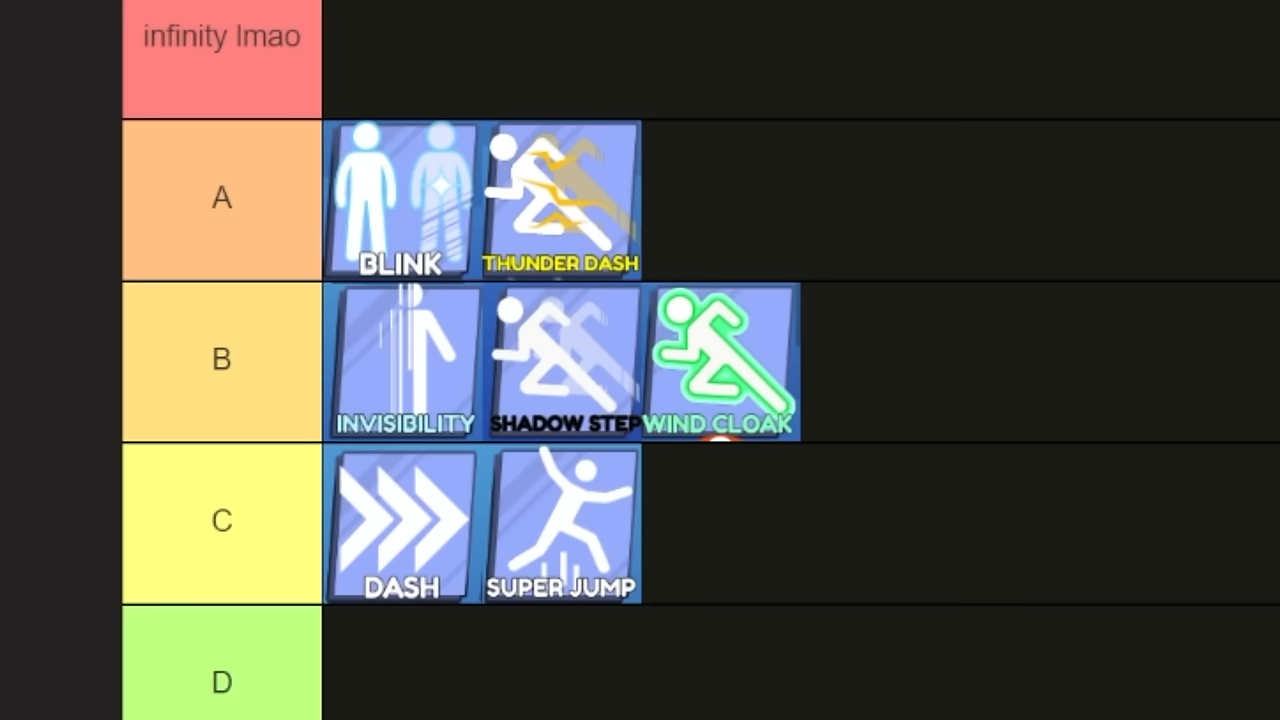 infinity lmao
A
BLINK
THUNDER DASH
B
INVISIBILITY
SHADOW STEP
WIND CLOAK
C
DASH
SUPER JUMP
D